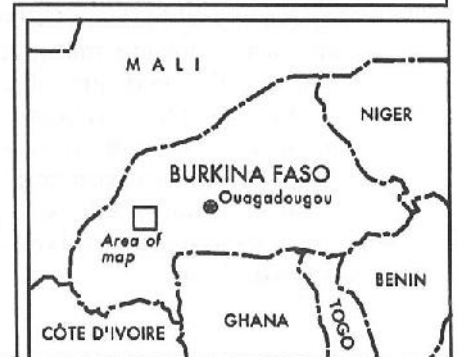 MALI
NIGER
BURKINA FASO
Ouagadougou
Area of
map
BENIN
CÔTE D'IVOIRE
GHANA
TOGO